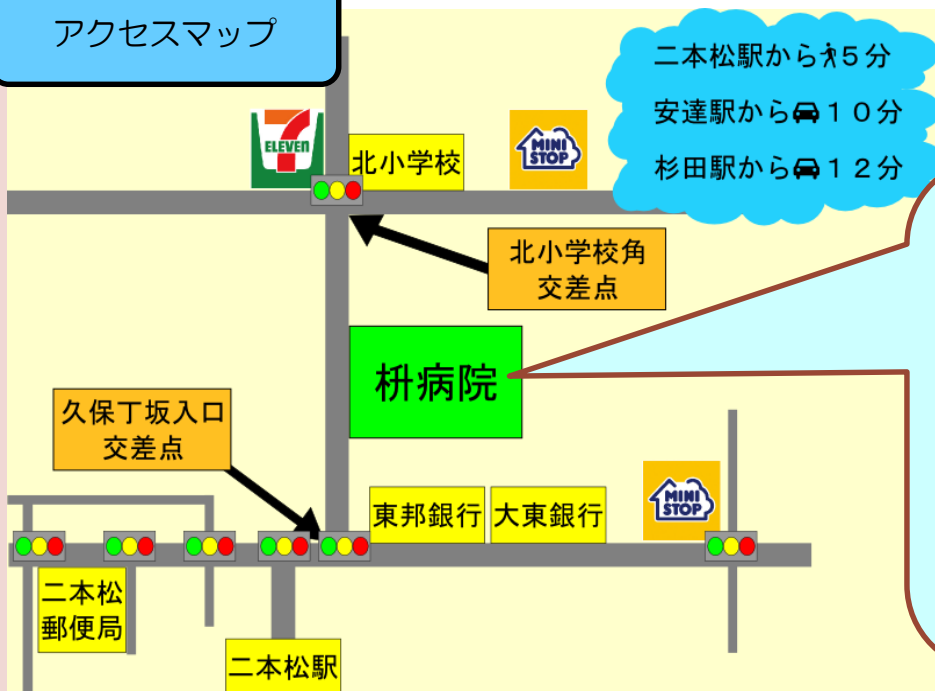 アクセスマップ
二本松駅から5分
安達駅から１０分
杉田駅から１２分
ELEVEN
北小学校
MINI
STOP
北小学校角
交差点
枡病院
久保丁坂入口
交差点
東邦銀行
大東銀行
MINI
STOP
二本松
郵便局
二本松駅